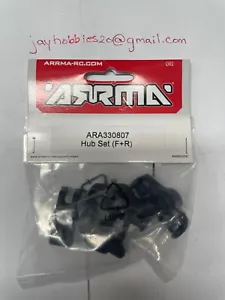 jayhobbies20@gmail.com
ARRMA-RC.COM
ARRMA
ARA330807
Hub Set (F+R)